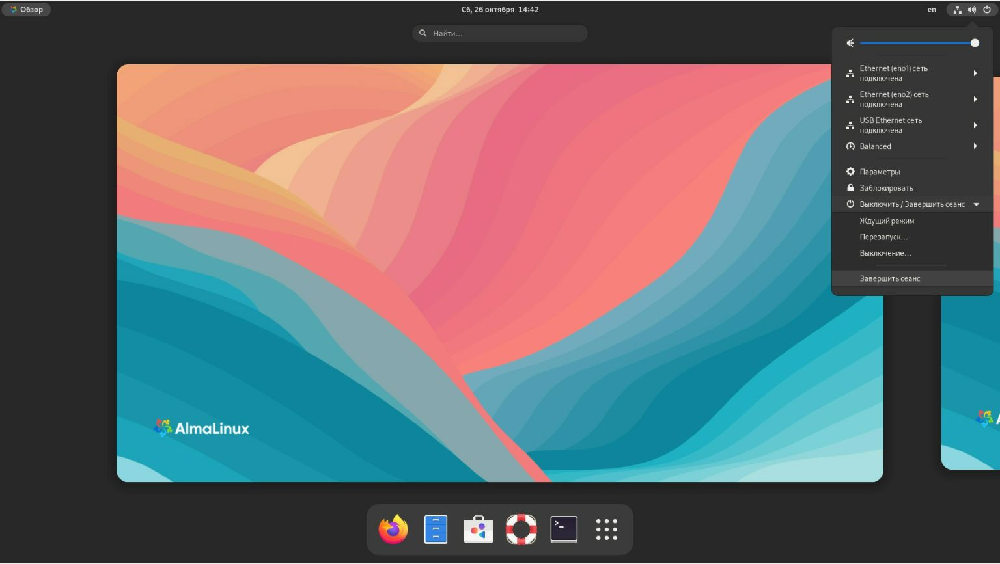 Обзор
Сб, 26 октября 14:42
en
Найти...
Ethernet (eno1) сеть
подключена
Ethernet (eno2) сеть
подключена
USB Ethernet сеть
подключена
Balanced
Параметры
Заблокировать
Выключить / Завершить сеанс
Ждущий режим
Перезапуск...
Выключение...
Завершить сеанс
AlmaLinux
>_